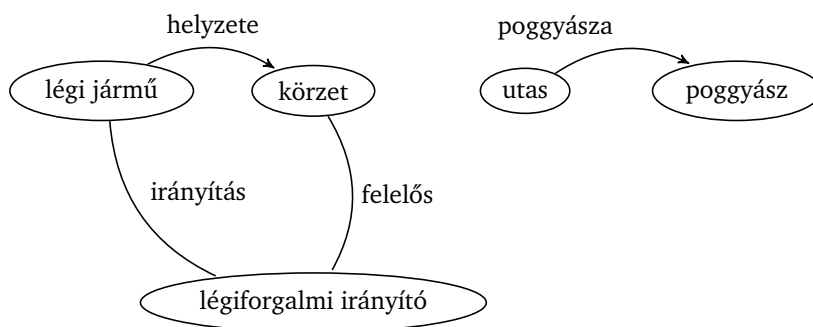 helyzete
poggyásza
légi jármű
körzet
utas
poggyász
irányítás
felelős
légiforgalmi irányító